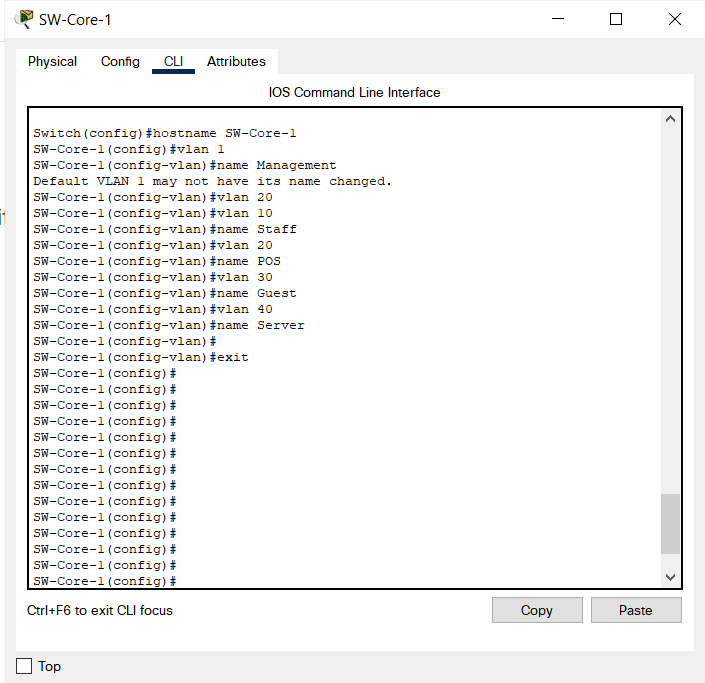 SW-Core-1
Physical Config CLI Attributes
IOS Command Line Interface
Switch(config)#hostname SW-Core-1
SW-Core-1(config)#vlan 1
SW-Core-1(config-vlan)#name Management
Default VLAN 1 may not have its name changed.
SW-Core-1(config-vlan)#vlan 20
SW-Core-1(config-vlan)#vlan 10
SW-Core-1(config-vlan)#name Staff
SW-Core-1(config-vlan)#vlan 20
SW-Core-1(config-vlan)#name POS
SW-Core-1(config-vlan)#vlan 30
SW-Core-1(config-vlan)#name Guest
SW-Core-1(config-vlan)#vlan 40
SW-Core-1(config-vlan)#name Server
SW-Core-1(config-vlan)#
SW-Core-1(config-vlan)#exit
SW-Core-1(config)#
SW-Core-1(config)#
SW-Core-1(config)#
SW-Core-1(config)#
SW-Core-1(config)#
SW-Core-1(config)#
SW-Core-1(config)#
SW-Core-1(config)#
SW-Core-1(config)#
SW-Core-1(config)#
SW-Core-1(config)#
SW-Core-1(config)#
SW-Core-1(config)#
SW-Core-1(config)#
Ctrl+F6 to exit CLI focus
Copy Paste
Top